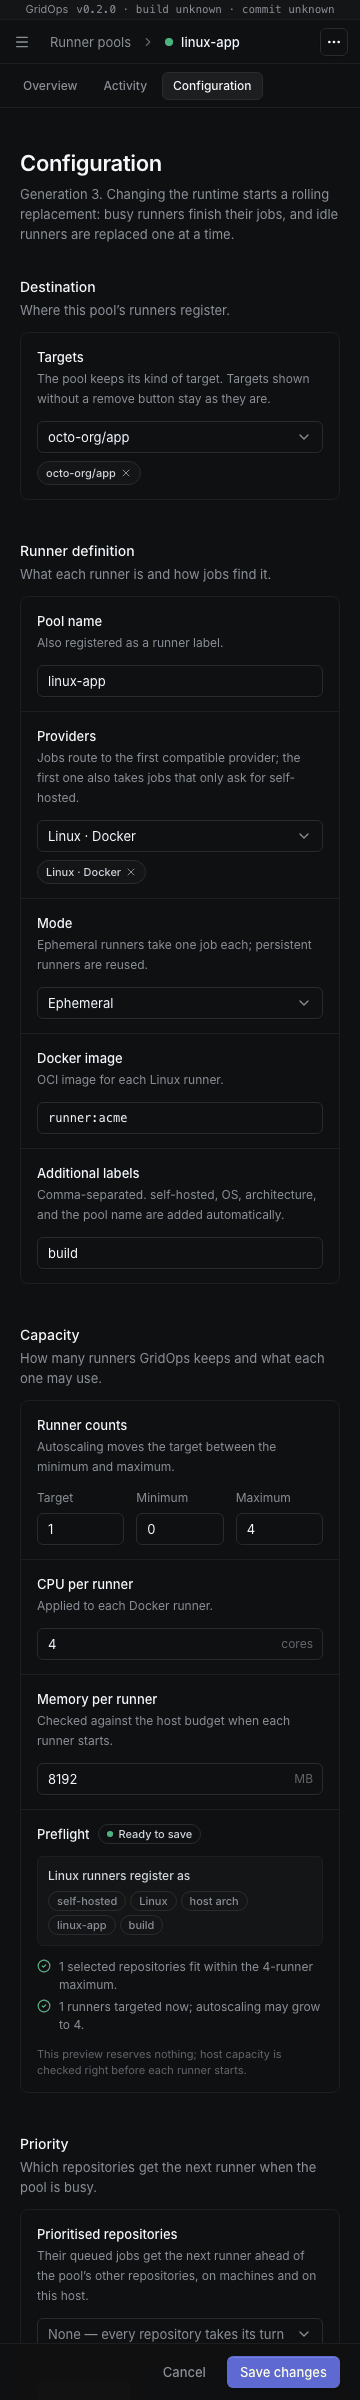 GridOps v0.2.0 · build unknown · commit unknown
Runner pools > linux-app
Overview Activity Configuration
Configuration
Generation 3. Changing the runtime starts a rolling
replacement: busy runners finish their jobs, and idle
runners are replaced one at a time.
Destination
Where this pool’s runners register.
Targets
The pool keeps its kind of target. Targets shown
without a remove button stay as they are.
octo-org/app
octo-org/app ×
Runner definition
What each runner is and how jobs find it.
Pool name
Also registered as a runner label.
linux-app
Providers
Jobs route to the first compatible provider; the
first one also takes jobs that only ask for self-
hosted.
Linux · Docker
Linux · Docker ×
Mode
Ephemeral runners take one job each; persistent
runners are reused.
Ephemeral
Docker image
OCI image for each Linux runner.
runner:acme
Additional labels
Comma-separated. self-hosted, OS, architecture,
and the pool name are added automatically.
build
Capacity
How many runners GridOps keeps and what each
one may use.
Runner counts
Autoscaling moves the target between the
minimum and maximum.
Target Minimum Maximum
1 0 4
CPU per runner
Applied to each Docker runner.
4 cores
Memory per runner
Checked against the host budget when each
runner starts.
8192 MB
Preflight Ready to save
Linux runners register as
self-hosted Linux host arch
linux-app build
1 selected repositories fit within the 4-runner
maximum.
1 runners targeted now; autoscaling may grow
to 4.
This preview reserves nothing; host capacity is
checked right before each runner starts.
Priority
Which repositories get the next runner when the
pool is busy.
Prioritised repositories
Their queued jobs get the next runner ahead of
the pool’s other repositories, on machines and on
this host.
None — every repository takes its turn
Cancel Save changes